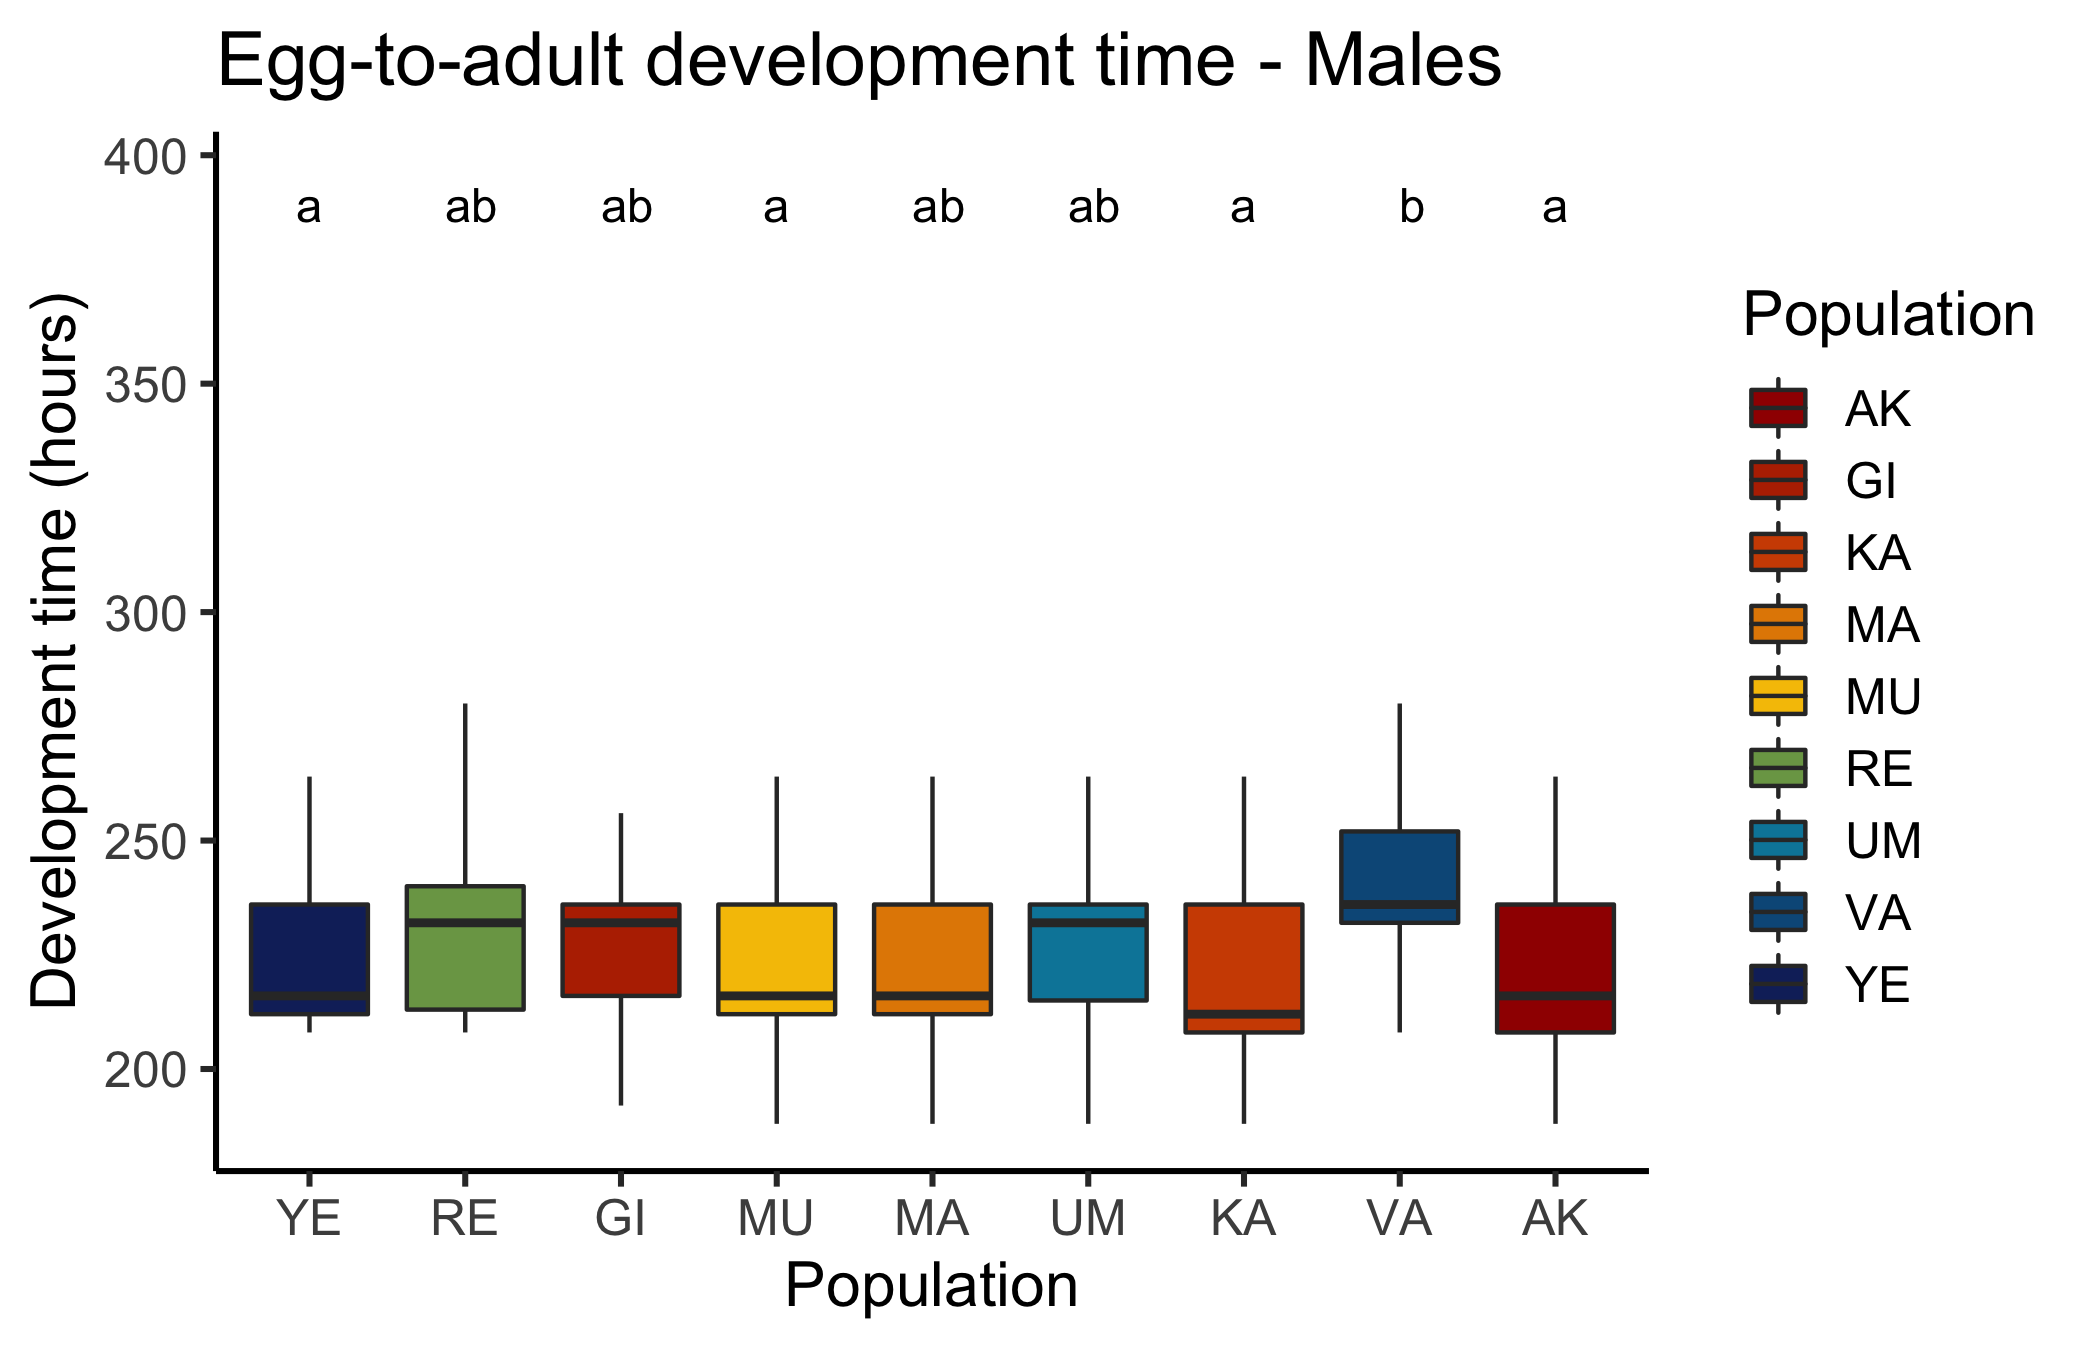 Egg-to-adult development time - Males
400
350
300
250
200
Development time (hours)
a ab ab a ab ab a b a
YE RE GI MU MA UM KA VA AK
Population
Population
AK
GI
KA
MA
MU
RE
UM
VA
YE